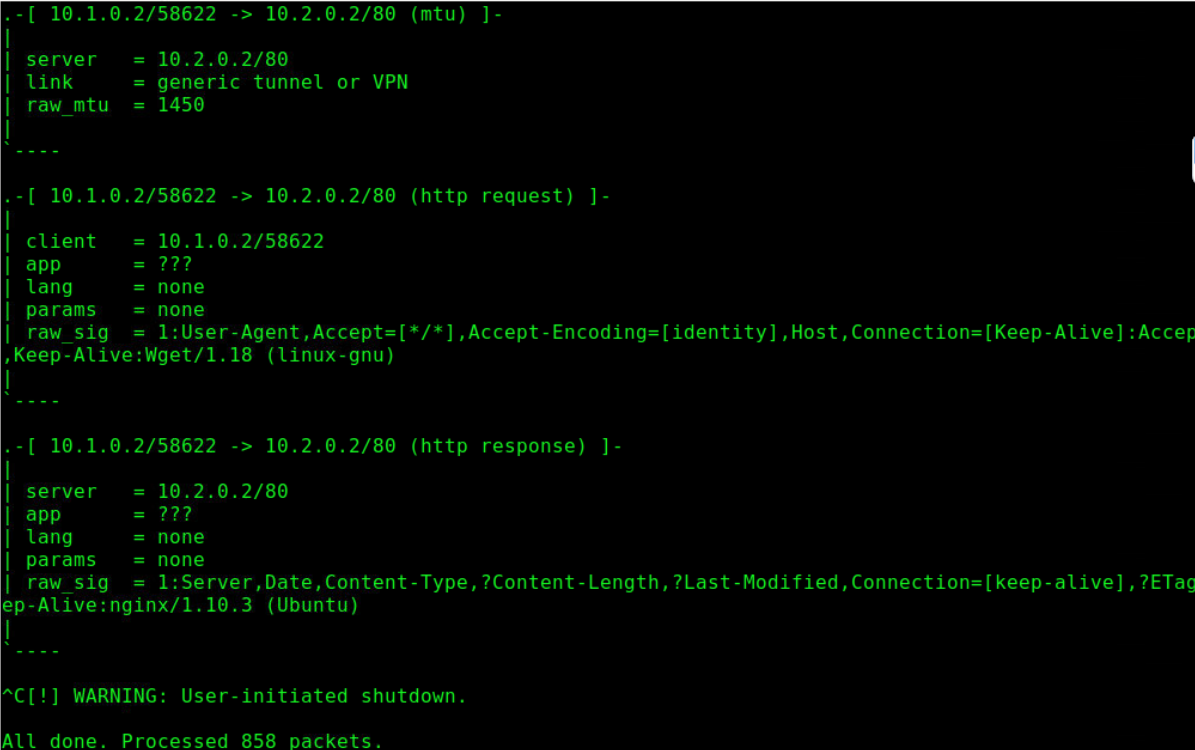 .-[ 10.1.0.2/58622 -> 10.2.0.2/80 (mtu) ]-
|
| server   = 10.2.0.2/80
| link     = generic tunnel or VPN
| raw_mtu  = 1450
|
`----

.-[ 10.1.0.2/58622 -> 10.2.0.2/80 (http request) ]-
|
| client   = 10.1.0.2/58622
| app      = ???
| lang     = none
| params   = none
| raw_sig  = 1:User-Agent,Accept=[*/*],Accept-Encoding=[identity],Host,Connection=[Keep-Alive]:Accep
,Keep-Alive:Wget/1.18 (linux-gnu)
|
`----

.-[ 10.1.0.2/58622 -> 10.2.0.2/80 (http response) ]-
|
| server   = 10.2.0.2/80
| app      = ???
| lang     = none
| params   = none
| raw_sig  = 1:Server,Date,Content-Type,?Content-Length,?Last-Modified,Connection=[keep-alive],?ETag
ep-Alive:nginx/1.10.3 (Ubuntu)
|
`----

^C[!] WARNING: User-initiated shutdown.

All done. Processed 858 packets.